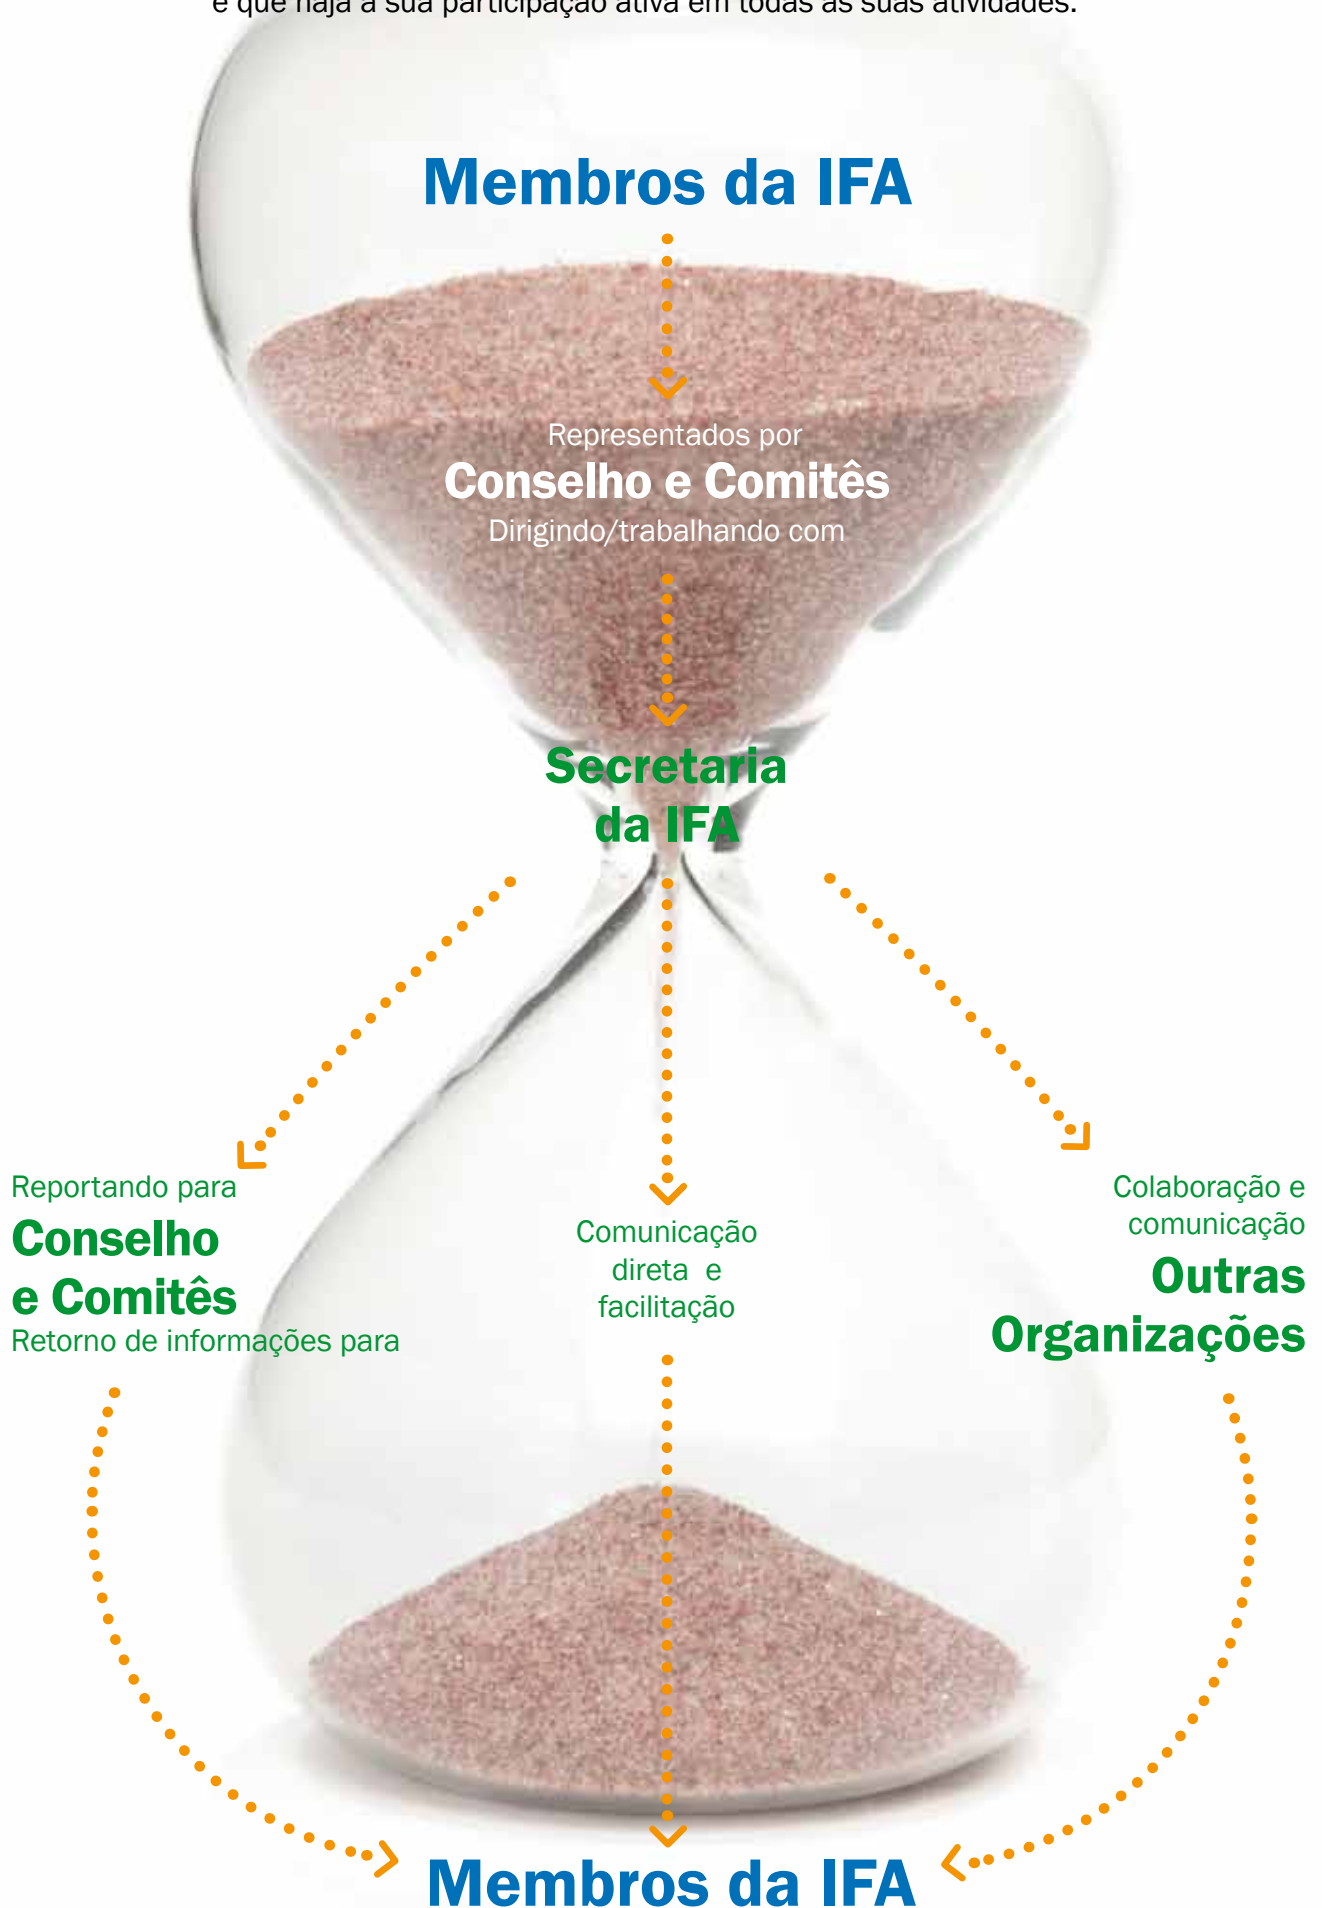 e que haja a sua participação ativa em todas as suas atividades.
Membros da IFA
Representados por
Conselho e Comitês
Dirigindo/trabalhando com
Secretaria
da IFA
Reportando para
Conselho
e Comitês
Retorno de informações para
Comunicação
direta e
facilitação
Colaboração e
comunicação
Outras
Organizações
Membros da IFA